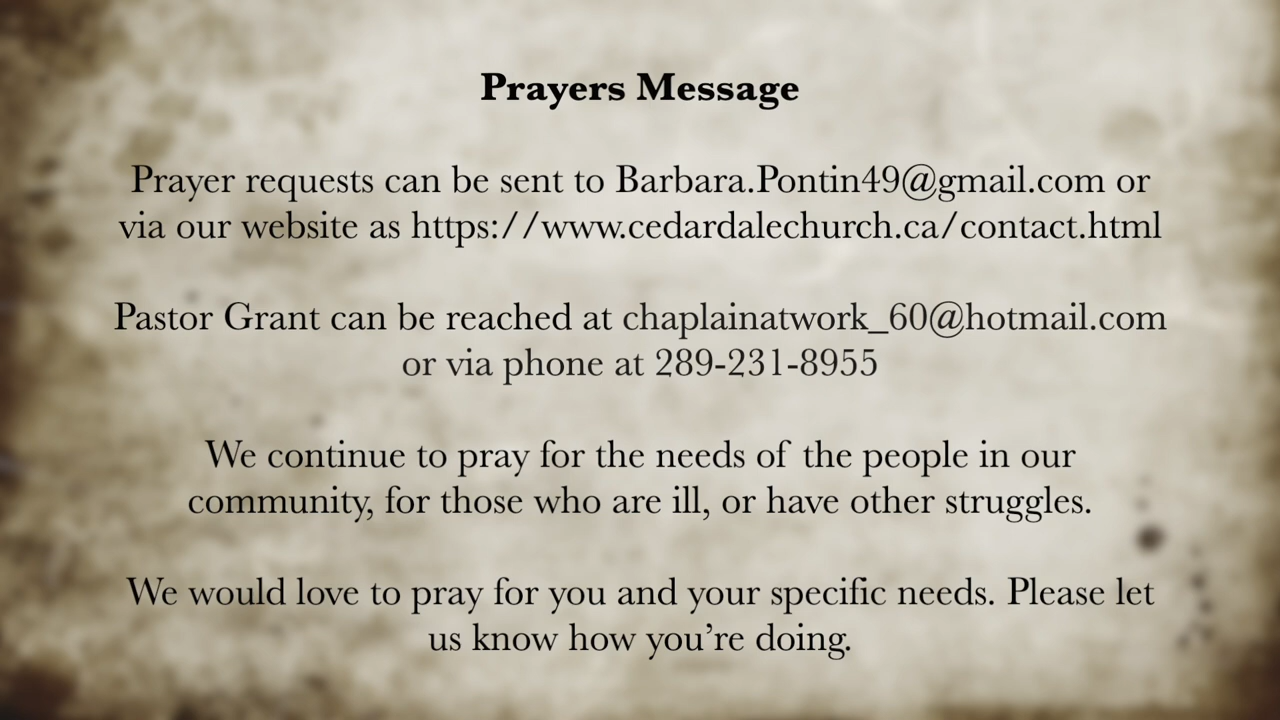 Prayers Message
Prayer requests can be sent to Barbara.Pontin49@gmail.com or
via our website as https://www.cedardalechurch.ca/contact.html
Pastor Grant can be reached at chaplainatwork_60@hotmail.com
or via phone at 289-231-8955
We continue to pray for the needs of the people in our
community, for those who are ill, or have other struggles.
We would love to pray for you and your specific needs. Please let
us know how you’re doing.